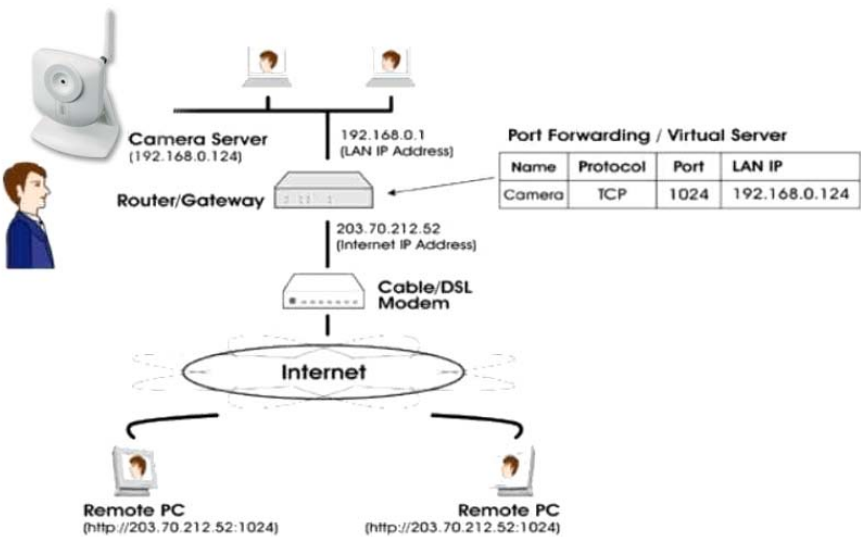 Camera Server
(192.168.0.124)
192.168.0.1
(LAN IP Address)
Port Forwarding / Virtual Server
Name Protocol Port LAN IP
Camera TCP 1024 192.168.0.124
Router/Gateway
203.70.212.52
(Internet IP Address)
Cable/DSL
Modem
Internet
Remote PC
(http://203.70.212.52:1024)
Remote PC
(http://203.70.212.52:1024)